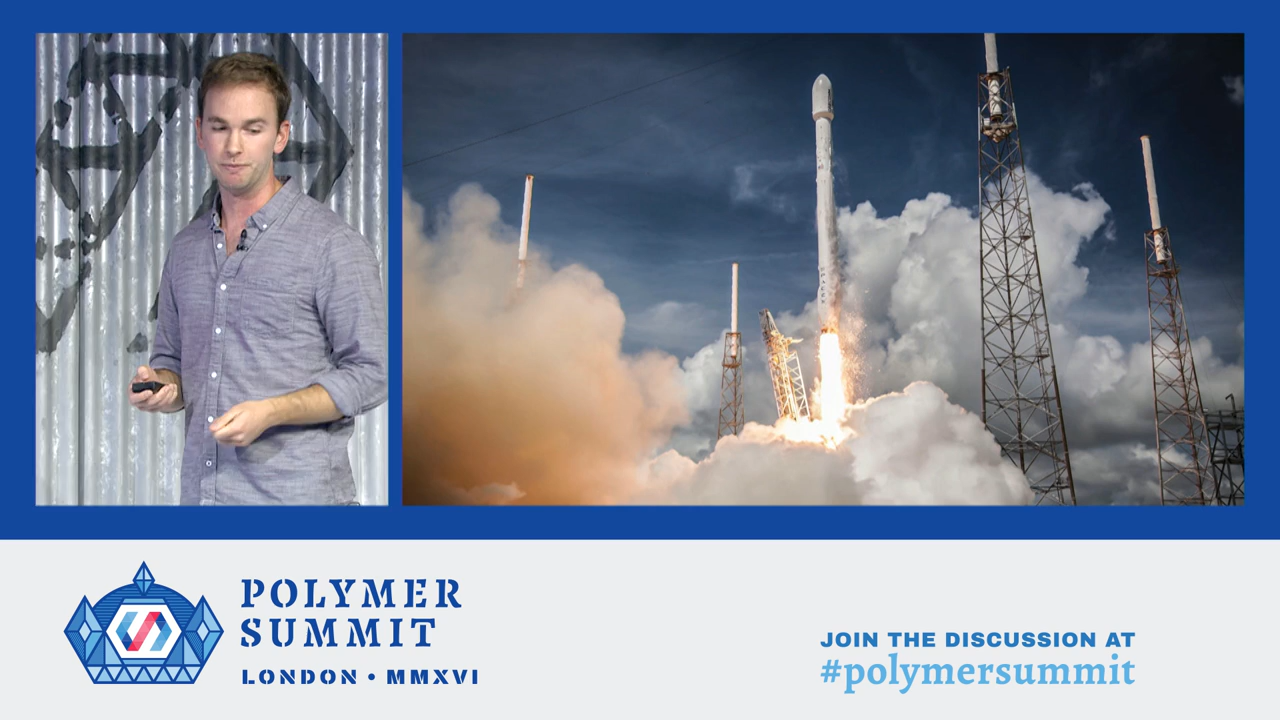 POLYMER
SUMMIT
LONDON • MMXVI
JOIN THE DISCUSSION AT
#polymersummit